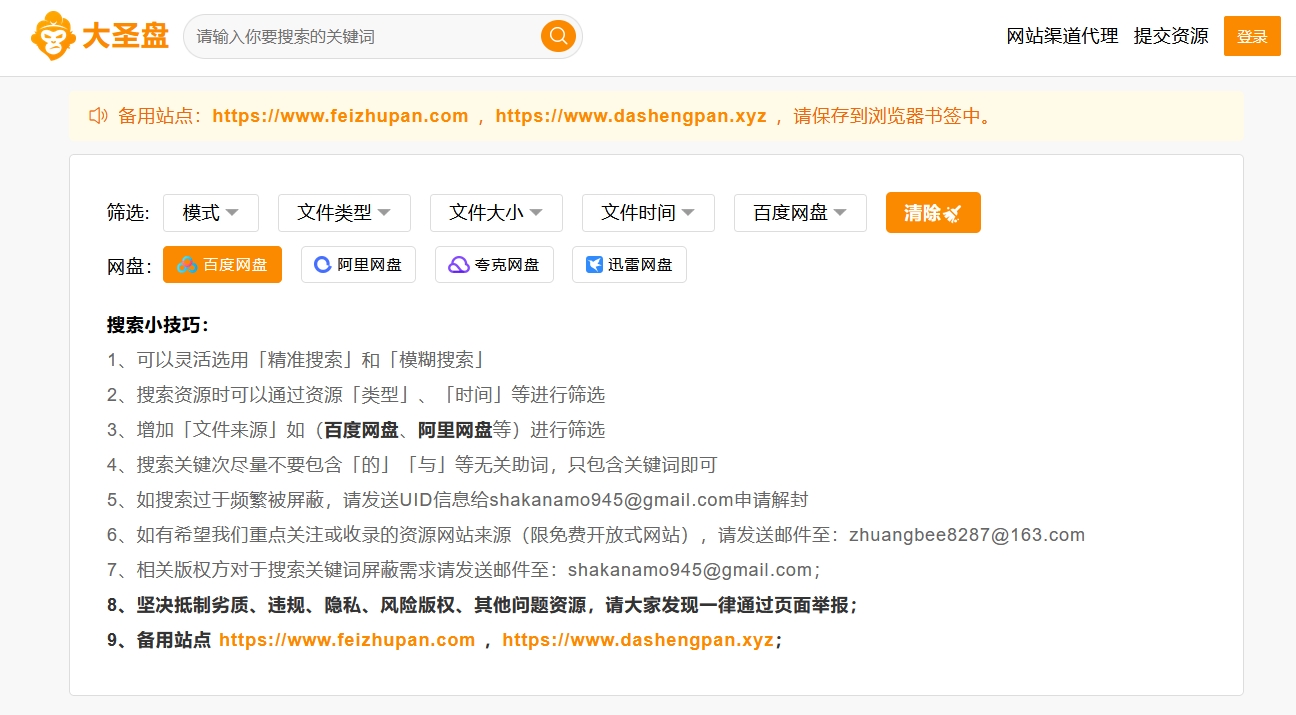 大圣盘
请输入你要搜索的关键词
网站渠道代理 提交资源 登录
备用站点：https://www.feizhupan.com ，https://www.dashengpan.xyz ，请保存到浏览器书签中。
筛选: 模式 文件类型 文件大小 文件时间 百度网盘 清除
网盘: 百度网盘 阿里网盘 夸克网盘 迅雷网盘
搜索小技巧：
1、可以灵活选用「精准搜索」和「模糊搜索」
2、搜索资源时可以通过资源「类型」、「时间」等进行筛选
3、增加「文件来源」如（百度网盘、阿里网盘等）进行筛选
4、搜索关键次尽量不要包含「的」「与」等无关助词，只包含关键词即可
5、如搜索过于频繁被屏蔽，请发送UID信息给shakanamo945@gmail.com申请解封
6、如有希望我们重点关注或收录的资源网站来源（限免费开放式网站），请发送邮件至：zhuangbee8287@163.com
7、相关版权方对于搜索关键词屏蔽需求请发送邮件至：shakanamo945@gmail.com；
8、坚决抵制劣质、违规、隐私、风险版权、其他问题资源，请大家发现一律通过页面举报；
9、备用站点 https://www.feizhupan.com ，https://www.dashengpan.xyz；